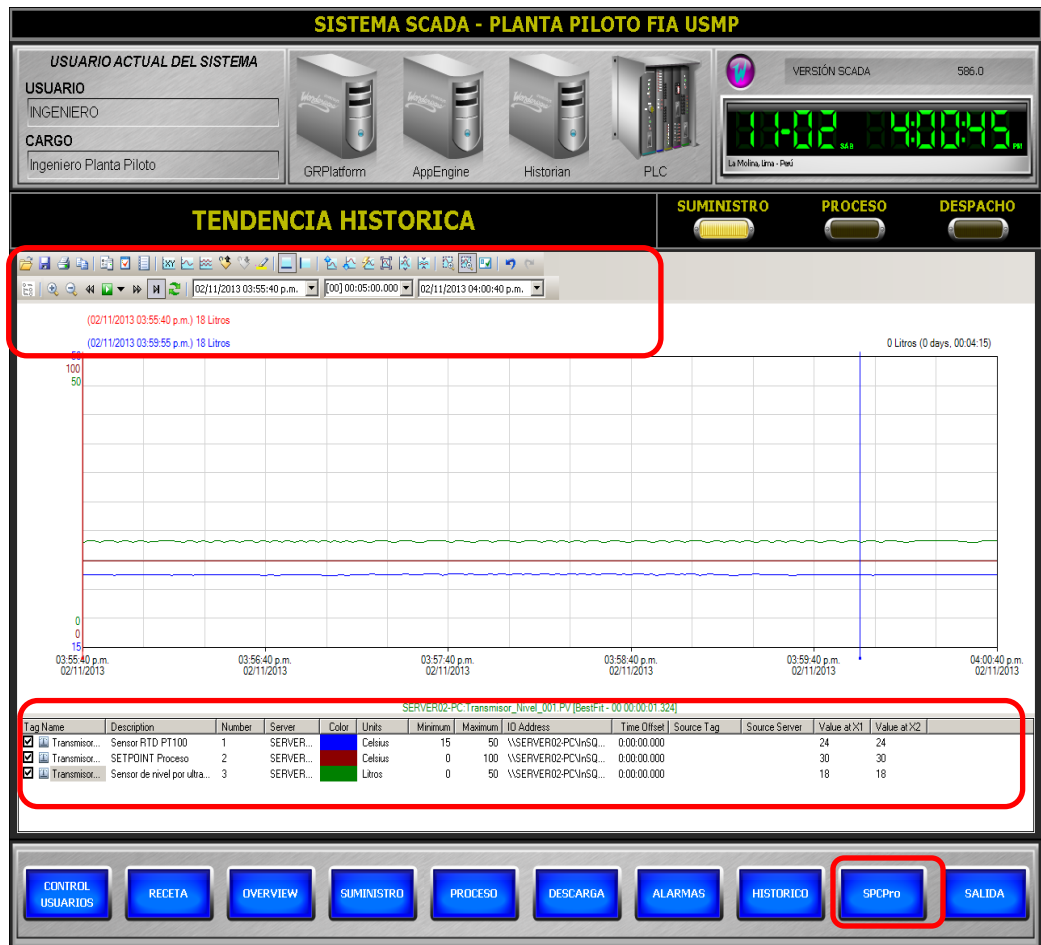 SISTEMA SCADA - PLANTA PILOTO FIA USMP
USUARIO ACTUAL DEL SISTEMA
USUARIO
INGENIERO
CARGO
Ingeniero Planta Piloto
Wonderware
Wonderware
Wonderware
GRPlatform
AppEngine
Historian
PLC
VERSIÓN SCADA 586.0
11-02 SÁB 4:00:45 PM
La Molina, Lima - Perú
TENDENCIA HISTORICA
SUMINISTRO PROCESO DESPACHO
02/11/2013 03:55:40 p.m. [00] 00:05:00.000 02/11/2013 04:00:40 p.m.
(02/11/2013 03:55:40 p.m.) 18 Litros
(02/11/2013 03:59:55 p.m.) 18 Litros
0 Litros (0 days, 00:04:15)
50
100
50
0
0
15
03:55:40 p.m. 03:56:40 p.m. 03:57:40 p.m. 03:58:40 p.m. 03:59:40 p.m. 04:00:40 p.m.
02/11/2013 02/11/2013 02/11/2013 02/11/2013 02/11/2013 02/11/2013
SERVER02-PC:Transmisor_Nivel_001.PV [BestFit - 00 00:00:01.324]
Tag Name Description Number Server Color Units Minimum Maximum IO Address Time Offset Source Tag Source Server Value at X1 Value at X2
Transmisor... Sensor RTD PT100 1 SERVER... Celsius 15 50 \\SERVER02-PC\InSQ... 0:00:00.000 24 24
Transmisor... SETPOINT Proceso 2 SERVER... Celsius 0 100 \\SERVER02-PC\InSQ... 0:00:00.000 30 30
Transmisor... Sensor de nivel por ultra... 3 SERVER... Litros 0 50 \\SERVER02-PC\InSQ... 0:00:00.000 18 18
CONTROL USUARIOS
RECETA
OVERVIEW
SUMINISTRO
PROCESO
DESCARGA
ALARMAS
HISTORICO
SPCPro
SALIDA